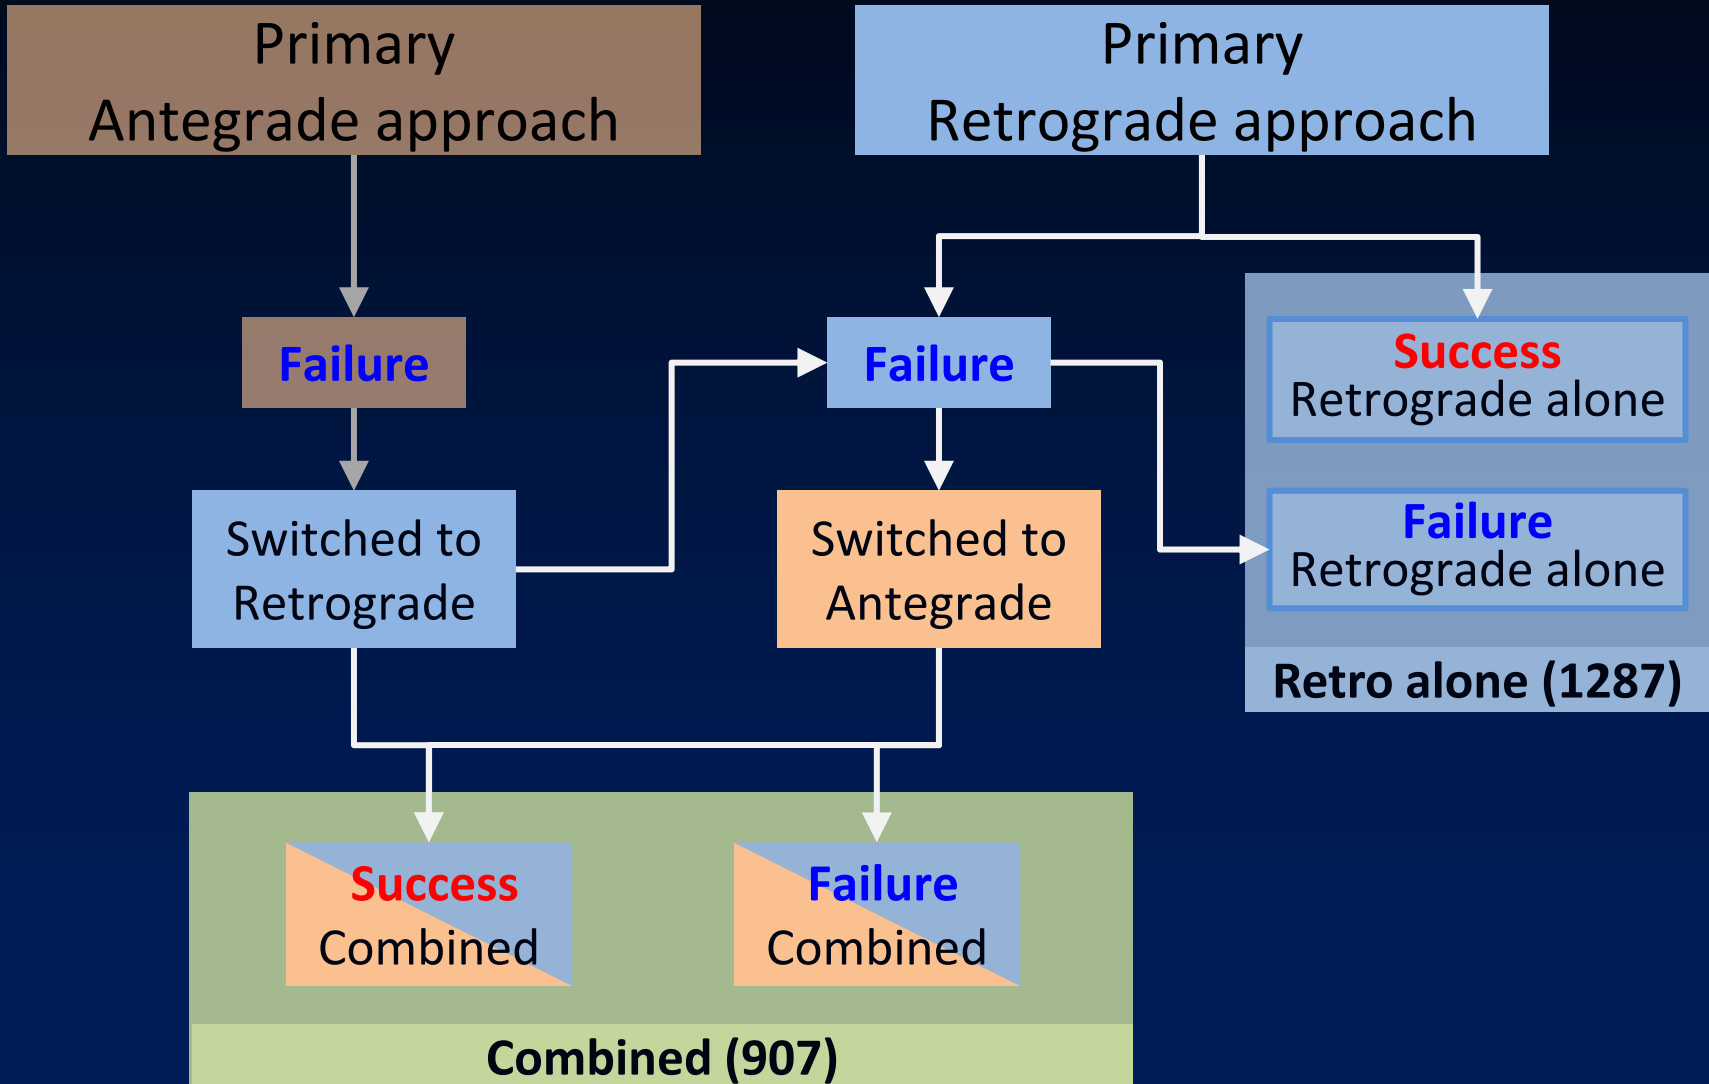 Primary
Antegrade approach
Primary
Retrograde approach
Failure
Failure
Success
Retrograde alone
Switched to
Retrograde
Switched to
Antegrade
Failure
Retrograde alone
Retro alone (1287)
Success
Combined
Failure
Combined
Combined (907)